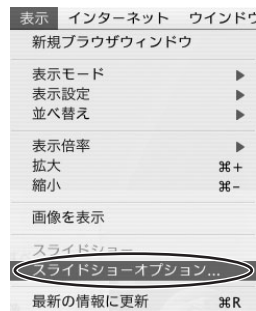 表示 インターネット ウインドウ
新規ブラウザウィンドウ
表示モード ▶
表示設定 ▶
並べ替え ▶
表示倍率 ▶
拡大 ⌘+
縮小 ⌘-
画像を表示
スライドショー
スライドショーオプション...
最新の情報に更新 ⌘R